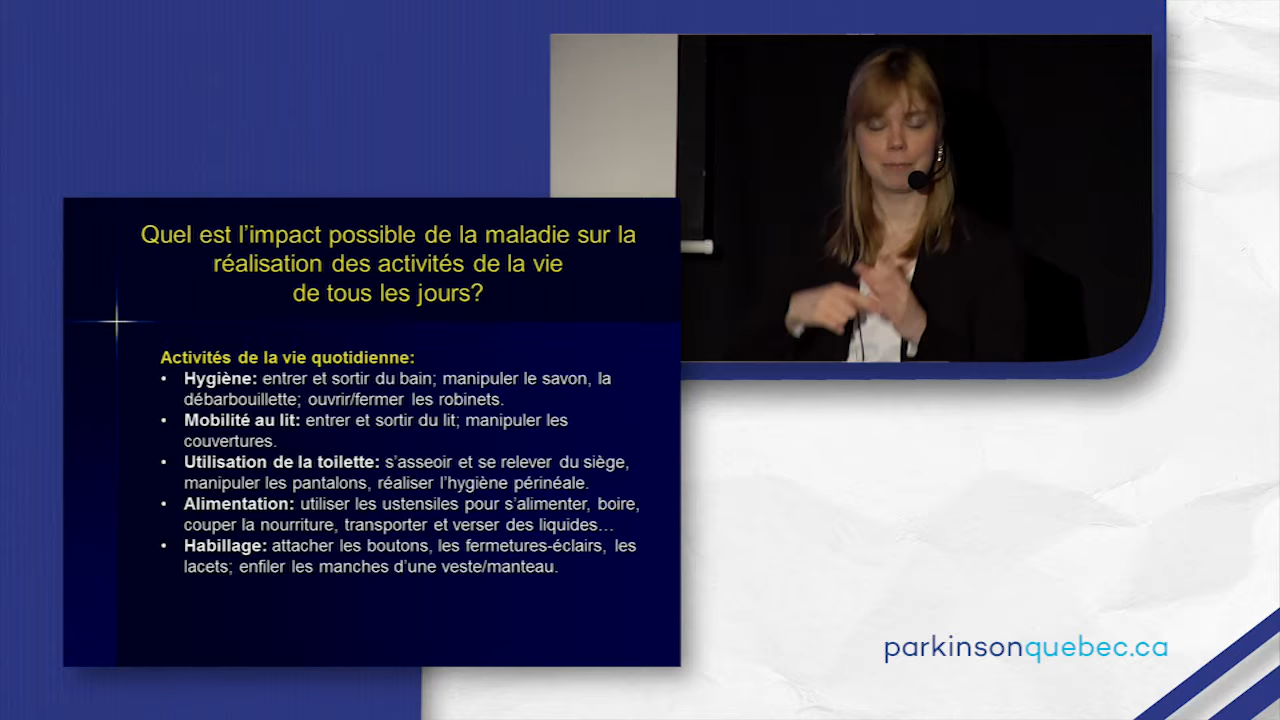 Quel est l'impact possible de la maladie sur la
réalisation des activités de la vie
de tous les jours?
Activités de la vie quotidienne:
• Hygiène: entrer et sortir du bain; manipuler le savon, la
débarbouillette; ouvrir/fermer les robinets.
• Mobilité au lit: entrer et sortir du lit; manipuler les
couvertures.
• Utilisation de la toilette: s'asseoir et se relever du siège,
manipuler les pantalons, réaliser l'hygiène périnéale.
• Alimentation: utiliser les ustensiles pour s'alimenter, boire,
couper la nourriture, transporter et verser des liquides…
• Habillage: attacher les boutons, les fermetures-éclairs, les
lacets; enfiler les manches d'une veste/manteau.
parkinsonquebec.ca